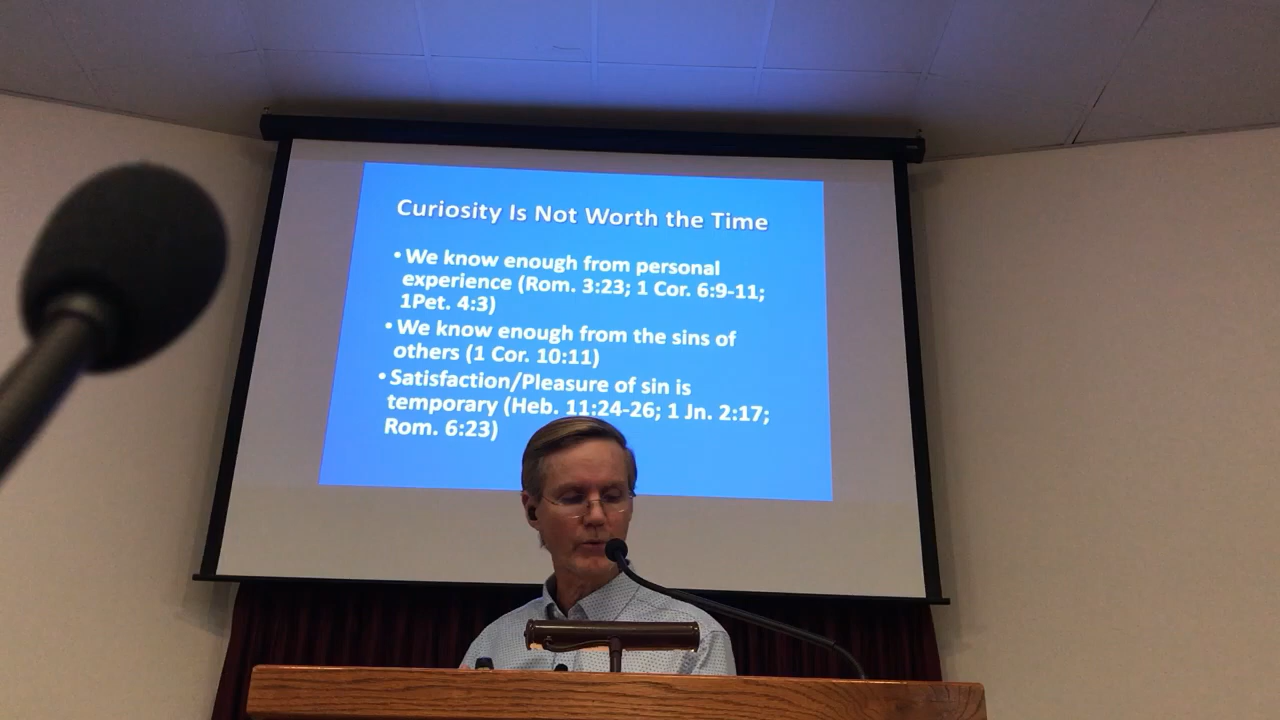 Curiosity Is Not Worth the Time
• We know enough from personal
experience (Rom. 3:23; 1 Cor. 6:9-11;
1Pet. 4:3)
• We know enough from the sins of
others (1 Cor. 10:11)
• Satisfaction/Pleasure of sin is
temporary (Heb. 11:24-26; 1 Jn. 2:17;
Rom. 6:23)